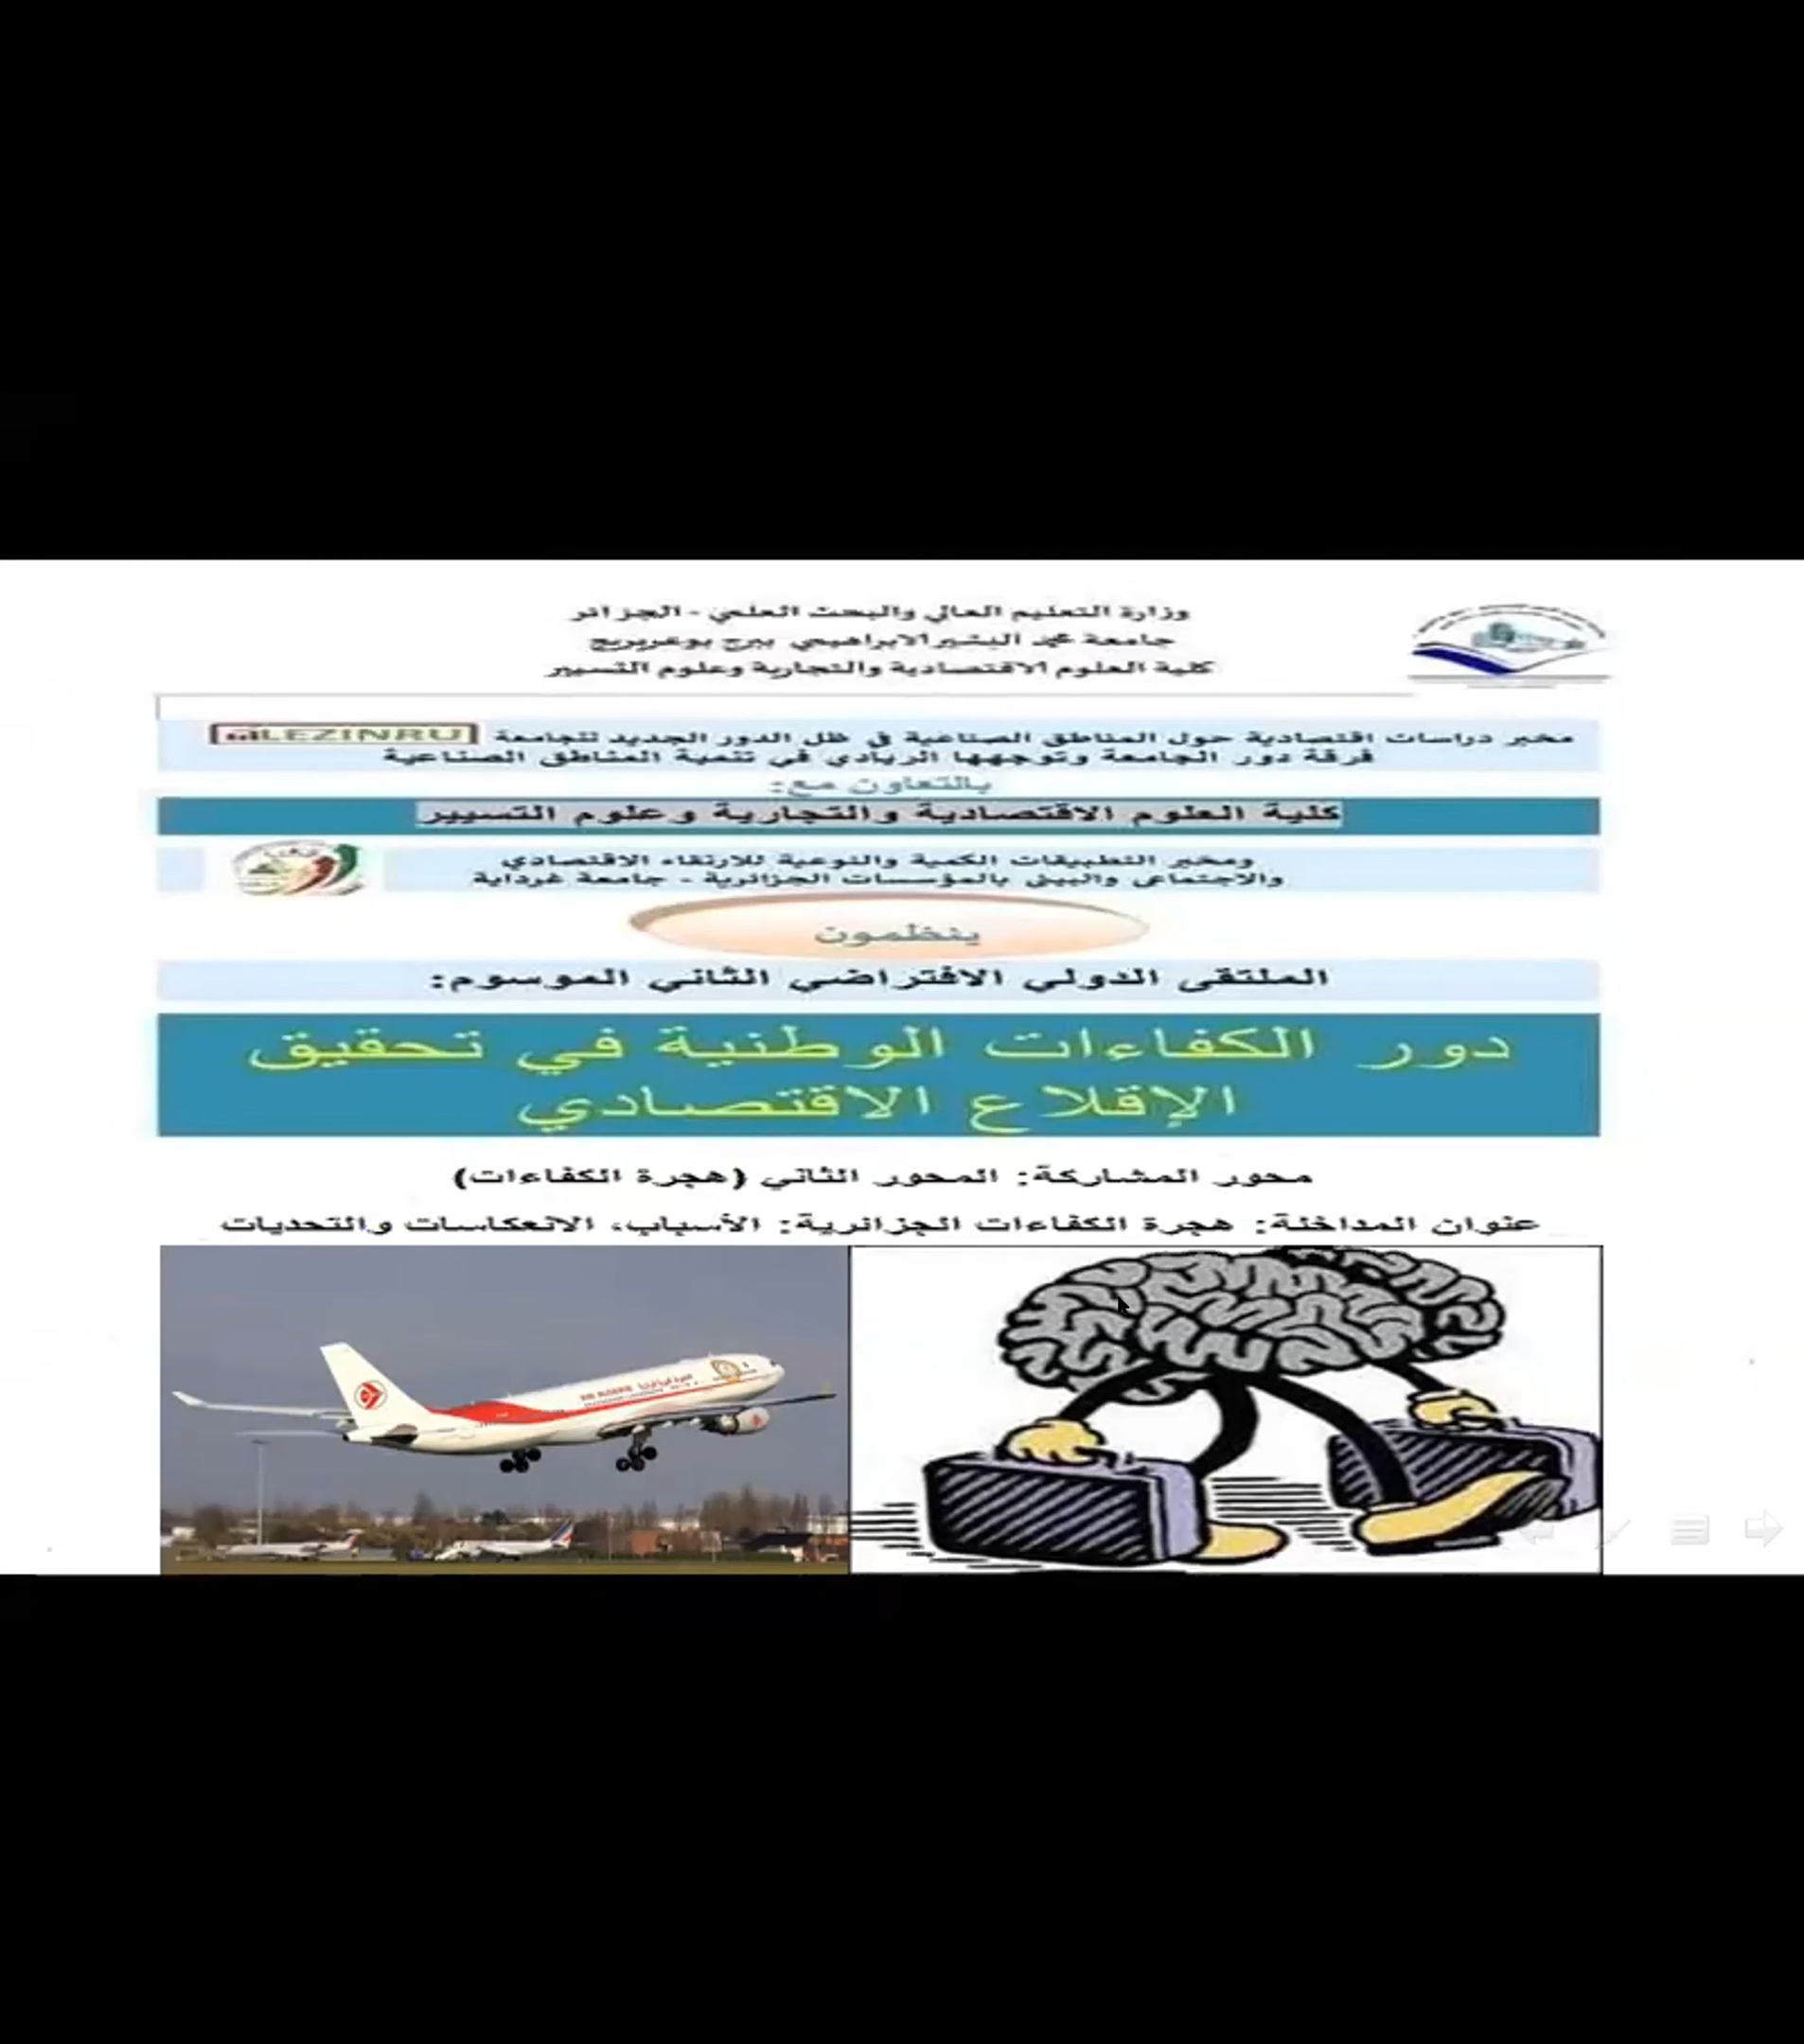 وزارة التعليم العالي والبحث العلمي - الجزائر
جامعة محمد البشير الابراهيمي ببرج بوعريريج
كلية العلوم الاقتصادية والتجارية وعلوم التسيير
مخبر دراسات اقتصادية حول المناطق الصناعية في ظل الدور الجديد للجامعة LEZINRU
فرقة دور الجامعة وتوجهها الريادي في تنمية المناطق الصناعية
بالتعاون مع:
كلية العلوم الاقتصادية والتجارية وعلوم التسيير
ومخبر التطبيقات الكمية والنوعية للارتقاء الاقتصادي
والاجتماعي والبيئي بالمؤسسات الجزائرية - جامعة غرداية
ينظمون
الملتقى الدولي الافتراضي الثاني الموسوم:
دور الكفاءات الوطنية في تحقيق
الإقلاع الاقتصادي
محور المشاركة: المحور الثاني (هجرة الكفاءات)
عنوان المداخلة: هجرة الكفاءات الجزائرية: الأسباب، الانعكاسات والتحديات
AIR ALGERIE